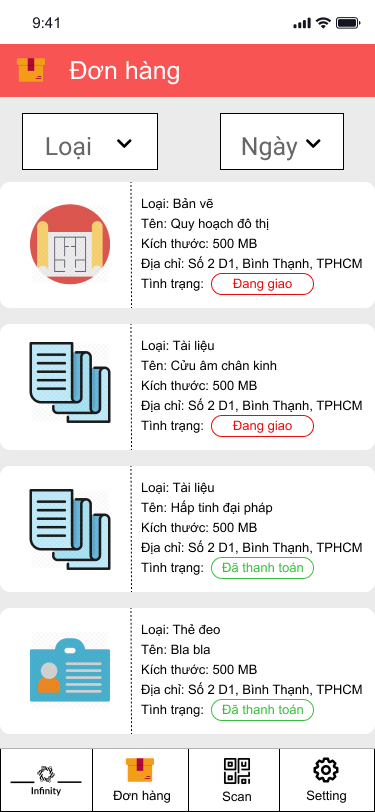 9:41
Đơn hàng
Loại
Ngày
Loại: Bản vẽ
Tên: Quy hoạch đô thị
Kích thước: 500 MB
Địa chỉ: Số 2 D1, Bình Thạnh, TPHCM
Tình trạng: Đang giao
Loại: Tài liệu
Tên: Cửu âm chân kinh
Kích thước: 500 MB
Địa chỉ: Số 2 D1, Bình Thạnh, TPHCM
Tình trạng: Đang giao
Loại: Tài liệu
Tên: Hấp tinh đại pháp
Kích thước: 500 MB
Địa chỉ: Số 2 D1, Bình Thạnh, TPHCM
Tình trạng: Đã thanh toán
Loại: Thẻ đeo
Tên: Bla bla
Kích thước: 500 MB
Địa chỉ: Số 2 D1, Bình Thạnh, TPHCM
Tình trạng: Đã thanh toán
Infinity
Đơn hàng
Scan
Setting